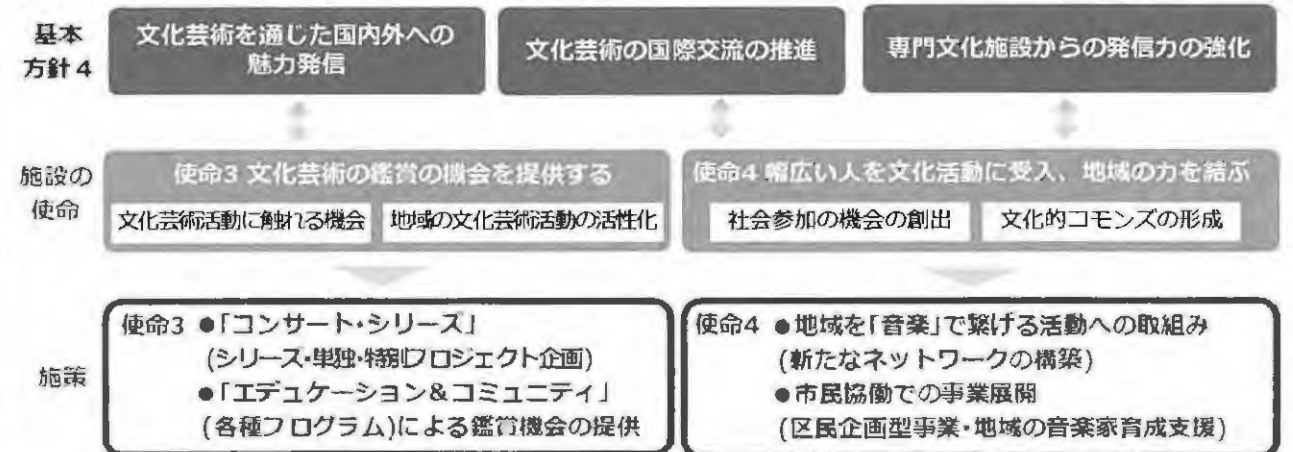 基本
方針4
文化芸術を通じた国内外への
魅力発信
文化芸術の国際交流の推進
専門文化施設からの発信力の強化
施設の
使命
使命3 文化芸術の鑑賞の機会を提供する
文化芸術活動に触れる機会
地域の文化芸術活動の活性化
使命4 幅広い人を文化活動に受入、地域の力を結ぶ
社会参加の機会の創出
文化的コモンズの形成
施策
使命3 ●「コンサート・シリーズ」
(シリーズ・単独・特別プロジェクト企画)
●「エデュケーション&コミュニティ」
(各種プログラム)による鑑賞機会の提供
使命4 ●地域を「音楽」で繋げる活動への取組み
(新たなネットワークの構築)
●市民協働での事業展開
(区民企画型事業・地域の音楽家育成支援)